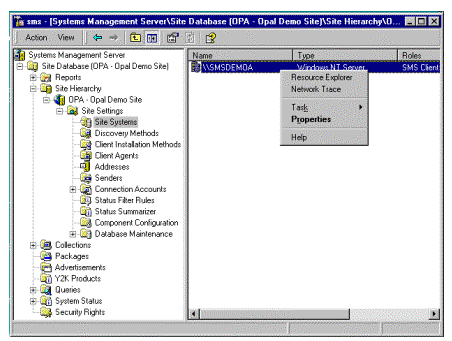 sms - [Systems Management Server\Site Database (OPA - Opal Demo Site)\Site Hierarchy\O...
Action View
Systems Management Server
Site Database (OPA - Opal Demo Site)
Reports
Site Hierarchy
OPA - Opal Demo Site
Site Settings
Site Systems
Discovery Methods
Client Installation Methods
Client Agents
Addresses
Senders
Connection Accounts
Status Filter Rules
Status Summarizer
Component Configuration
Database Maintenance
Collections
Packages
Advertisements
Y2K Products
Queries
System Status
Security Rights
Name Type Roles
\\SMSDEMOA Windows NT Server SMS Client
Resource Explorer
Network Trace
Task
Properties
Help